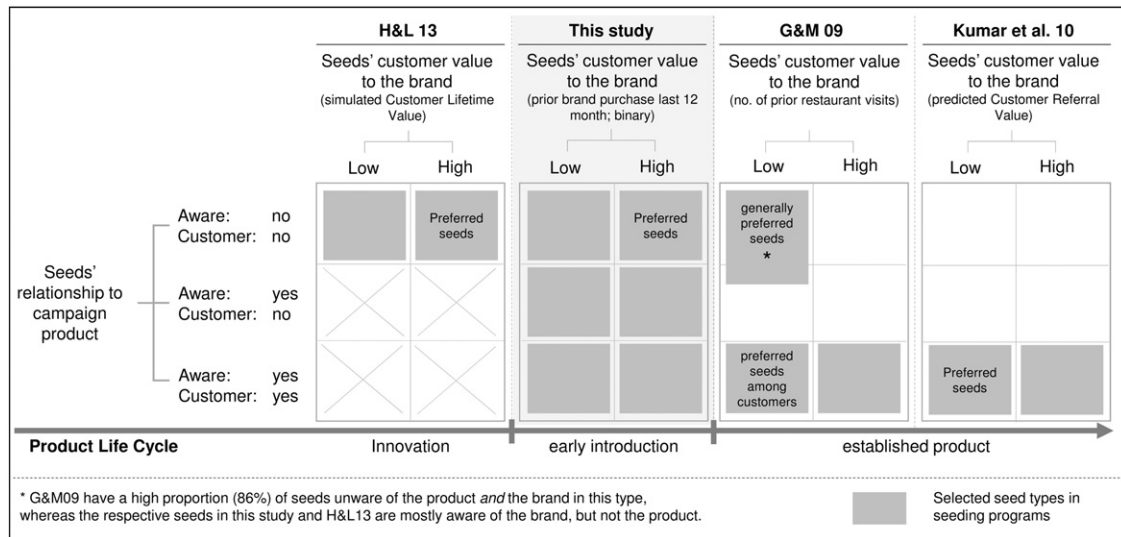 H&L 13
This study
G&M 09
Kumar et al. 10
Seeds' customer value
to the brand
(simulated Customer Lifetime
Value)
Seeds' customer value
to the brand
(prior brand purchase last 12
month; binary)
Seeds' customer value
to the brand
(no. of prior restaurant visits)
Seeds' customer value
to the brand
(predicted Customer Referral
Value)
Low
High
Low
High
Low
High
Low
High
Seeds'
relationship to
campaign
product
Aware: no
Customer: no
Preferred
seeds
Preferred
seeds
generally
preferred
seeds
*
Aware: yes
Customer: no
Aware: yes
Customer: yes
preferred
seeds
among
customers
Preferred
seeds
Product Life Cycle
Innovation
early introduction
established product
* G&M09 have a high proportion (86%) of seeds unware of the product and the brand in this type,
whereas the respective seeds in this study and H&L13 are mostly aware of the brand, but not the product.
Selected seed types in
seeding programs